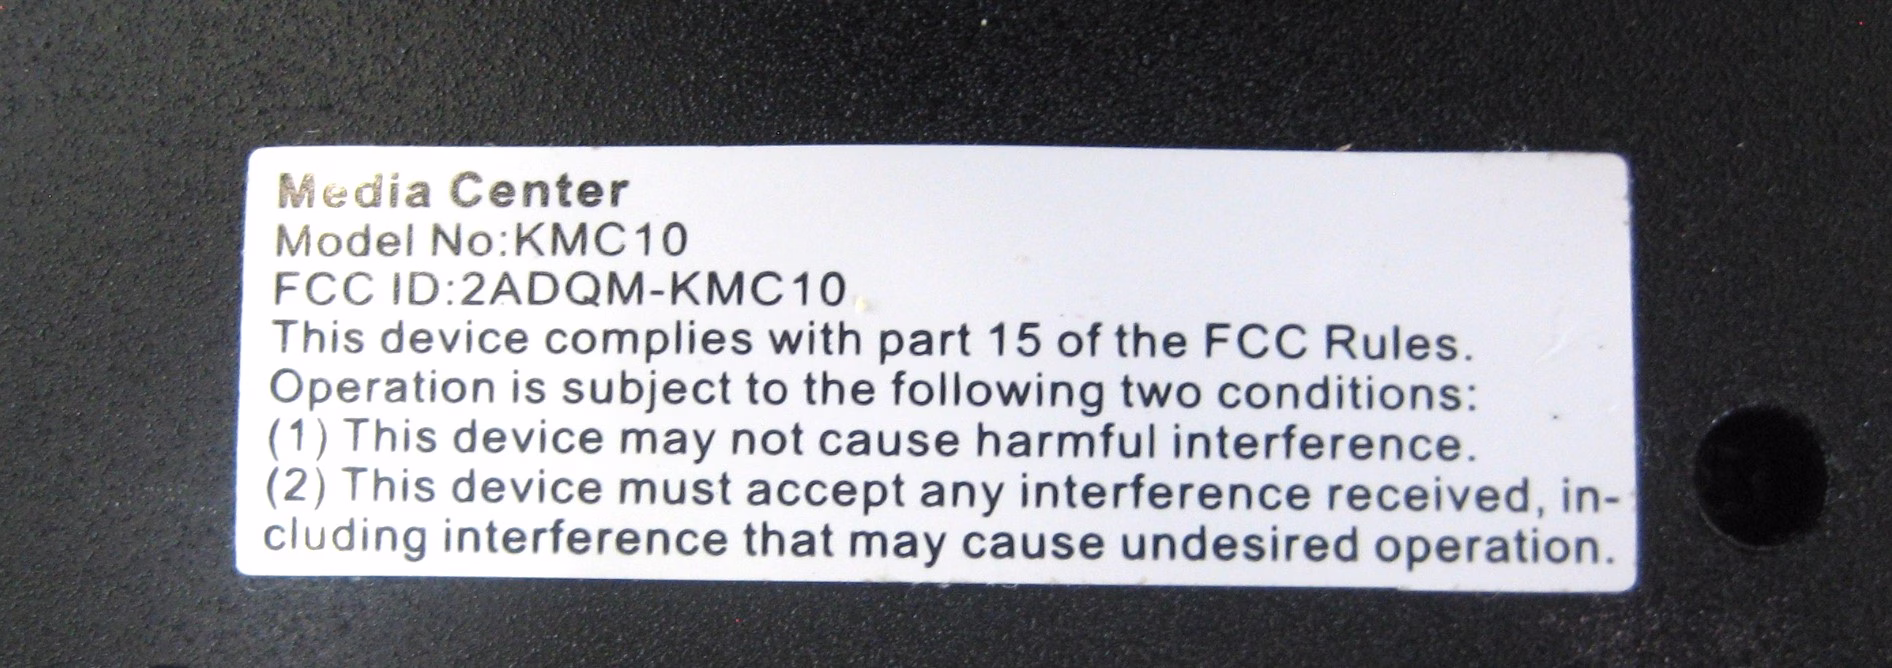 Media Center
Model No:KMC10
FCC ID:2ADQM-KMC10
This device complies with part 15 of the FCC Rules.
Operation is subject to the following two conditions:
(1) This device may not cause harmful interference.
(2) This device must accept any interference received, in-
cluding interference that may cause undesired operation.